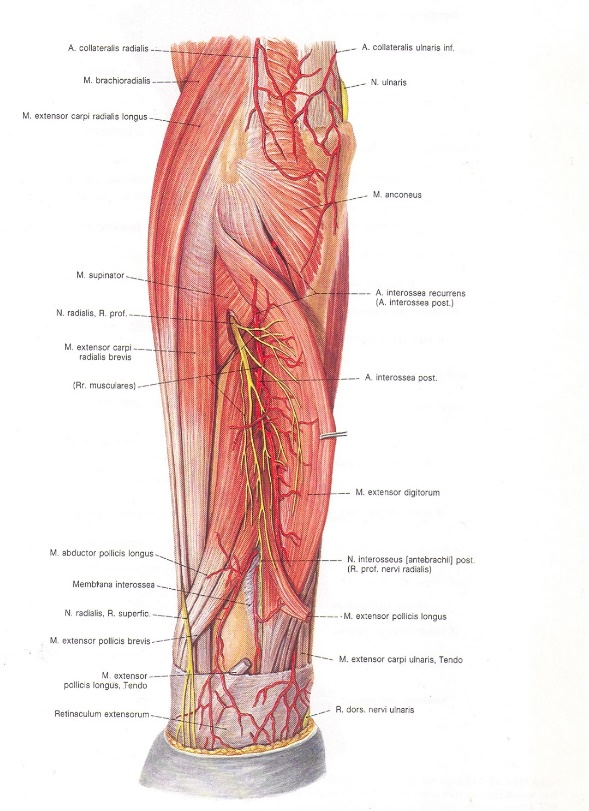 A. collateralis radialis
M. brachioradialis
M. extensor carpi radialis longus
M. supinator
N. radialis, R. prof.
M. extensor carpi
radialis brevis
(Rr. musculares)
M. abductor pollicis longus
Membrana interossea
N. radialis, R. superfic.
M. extensor pollicis brevis
M. extensor
pollicis longus, Tendo
Retinaculum extensorum
A. collateralis ulnaris inf.
N. ulnaris
M. anconeus
A. interossea recurrens
(A. interossea post.)
A. interossea post.
M. extensor digitorum
N. interosseus [antebrachii] post.
(R. prof. nervi radialis)
M. extensor pollicis longus
M. extensor carpi ulnaris, Tendo
R. dors. nervi ulnaris